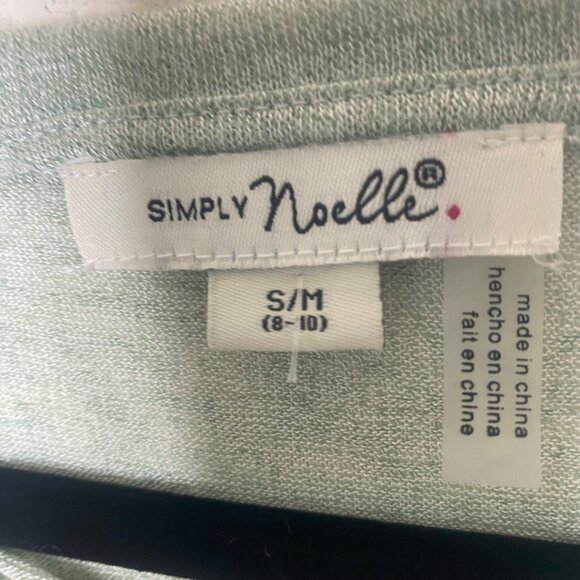 SIMPLY Noelle®.
S/M
(8-10)
made in china
hencho en china
fait en chine